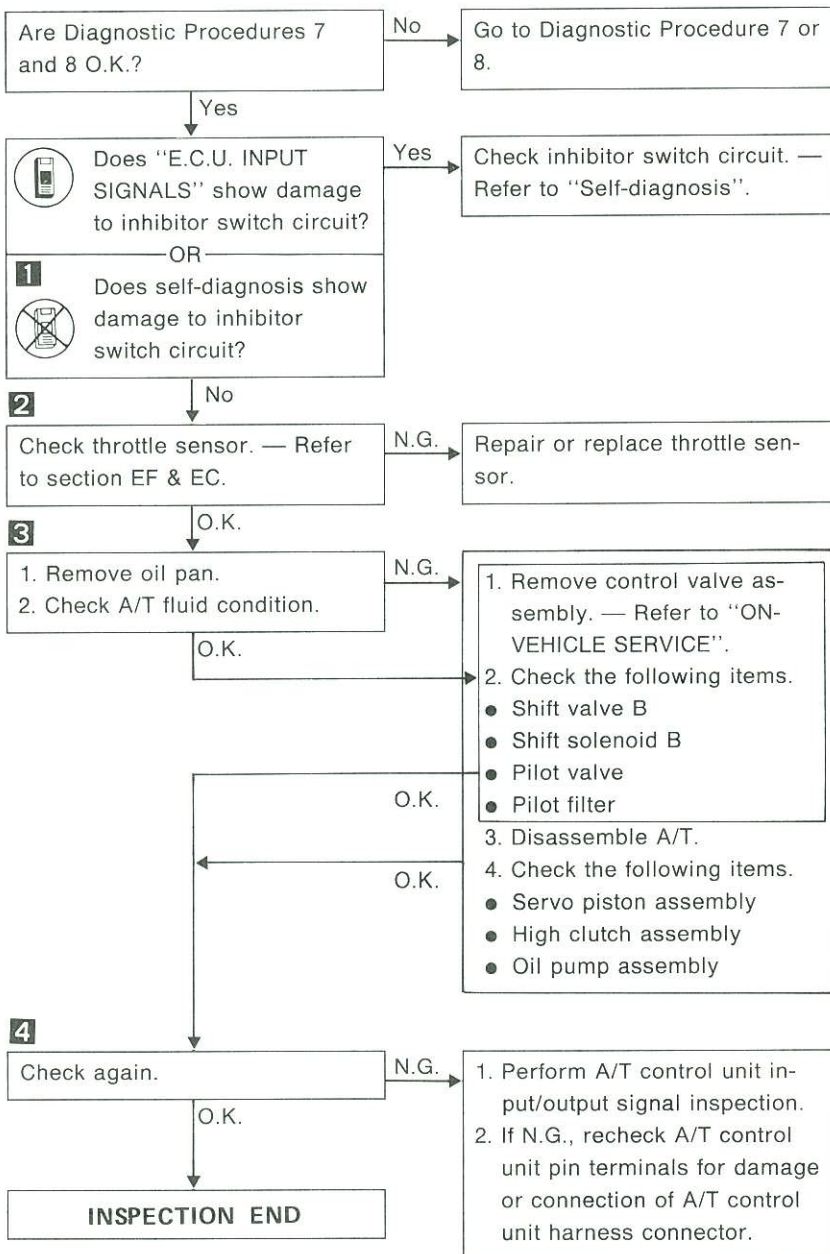 Are Diagnostic Procedures 7
and 8 O.K.?
No
Go to Diagnostic Procedure 7 or
8.
Yes
Does “E.C.U. INPUT
SIGNALS” show damage
to inhibitor switch circuit?
Yes
Check inhibitor switch circuit. —
Refer to “Self-diagnosis”.
OR
1
Does self-diagnosis show
damage to inhibitor
switch circuit?
No
2
Check throttle sensor. — Refer
to section EF & EC.
N.G.
Repair or replace throttle sen-
sor.
O.K.
3
1. Remove oil pan.
2. Check A/T fluid condition.
N.G.
O.K.
1. Remove control valve as-
sembly. — Refer to “ON-
VEHICLE SERVICE”.
2. Check the following items.
● Shift valve B
● Shift solenoid B
● Pilot valve
● Pilot filter
O.K.
3. Disassemble A/T.
4. Check the following items.
● Servo piston assembly
● High clutch assembly
● Oil pump assembly
O.K.
4
Check again.
N.G.
1. Perform A/T control unit in-
put/output signal inspection.
2. If N.G., recheck A/T control
unit pin terminals for damage
or connection of A/T control
unit harness connector.
O.K.
INSPECTION END